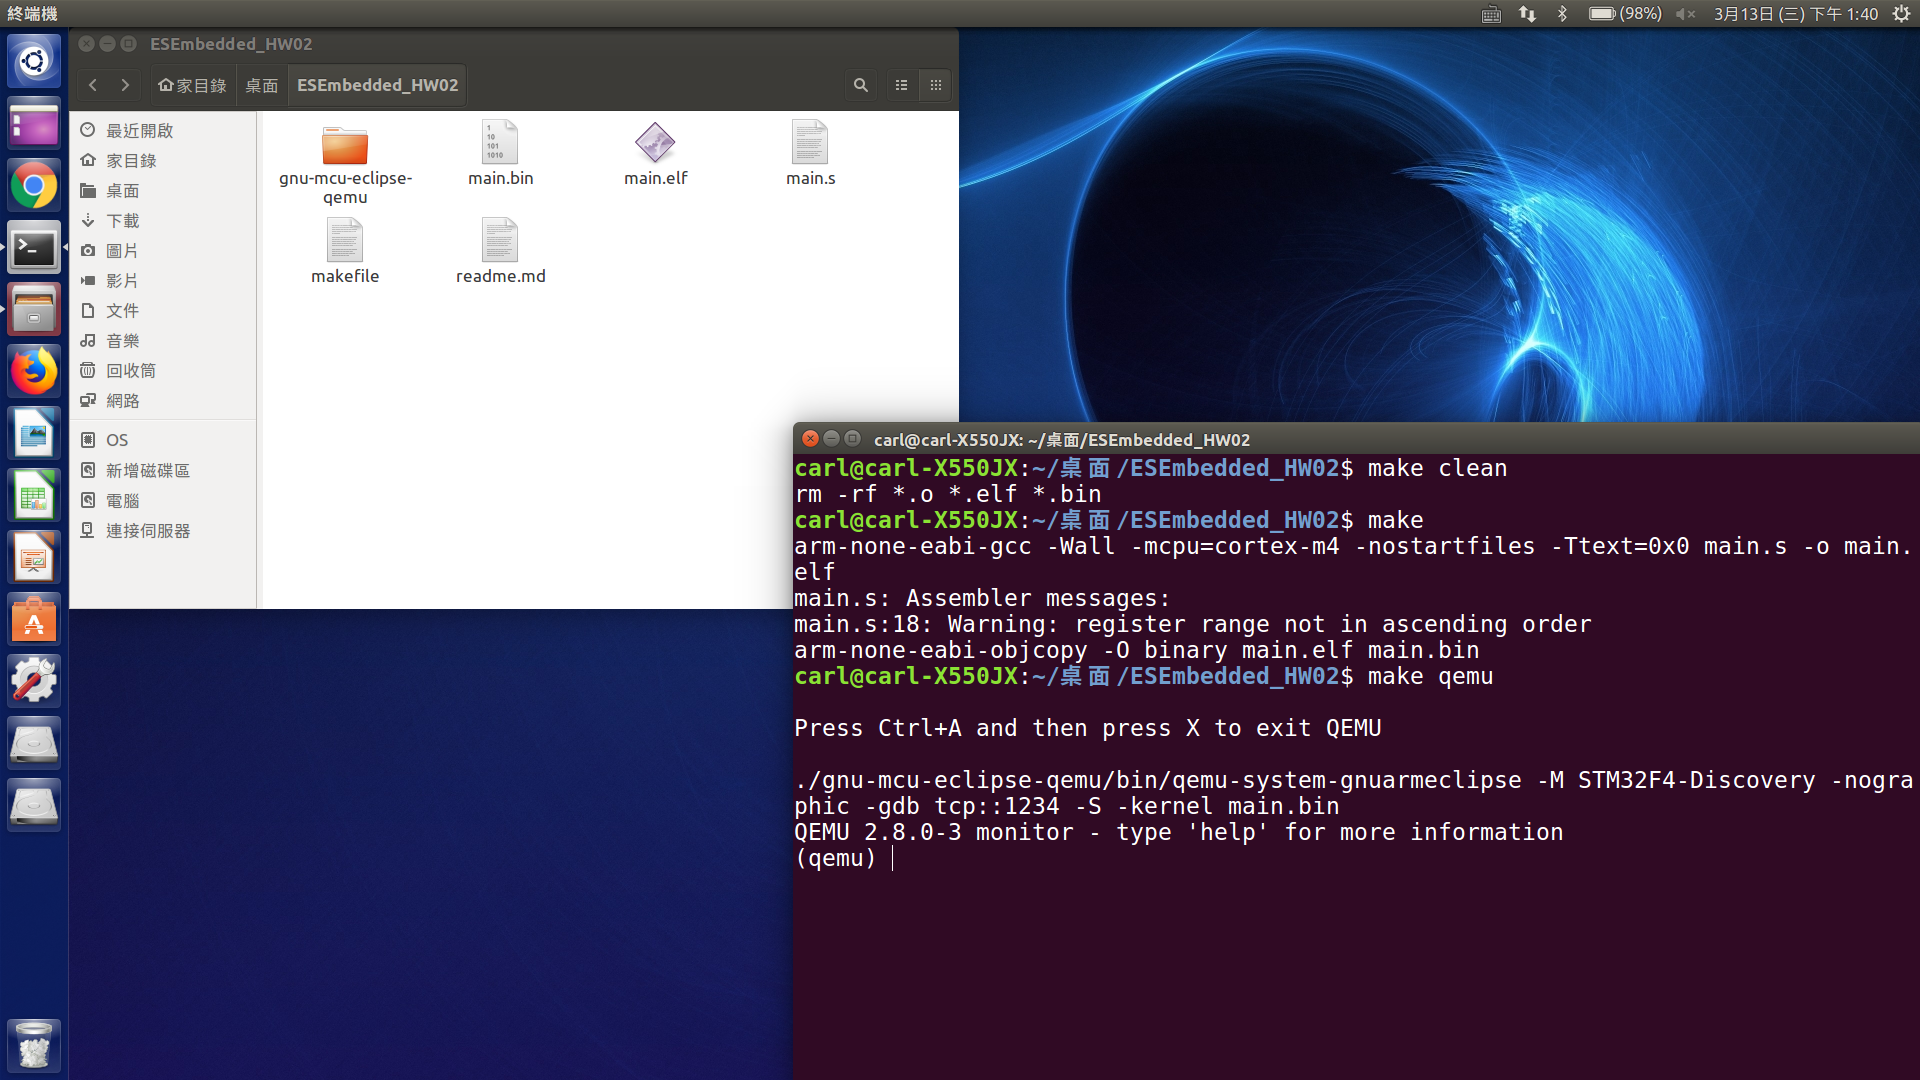 終端機
(98%)
3月13日 (三) 下午 1:40
ESEmbedded_HW02
家目錄
桌面
ESEmbedded_HW02
最近開啟
家目錄
桌面
下載
圖片
影片
文件
音樂
回收筒
網路
OS
新增磁碟區
電腦
連接伺服器
gnu-mcu-eclipse-
qemu
1
10
101
1010
main.bin
main.elf
main.s
makefile
readme.md
carl@carl-X550JX: ~/桌面/ESEmbedded_HW02
carl@carl-X550JX:~/桌面/ESEmbedded_HW02$ make clean
rm -rf *.o *.elf *.bin
carl@carl-X550JX:~/桌面/ESEmbedded_HW02$ make
arm-none-eabi-gcc -Wall -mcpu=cortex-m4 -nostartfiles -Ttext=0x0 main.s -o main.
elf
main.s: Assembler messages:
main.s:18: Warning: register range not in ascending order
arm-none-eabi-objcopy -O binary main.elf main.bin
carl@carl-X550JX:~/桌面/ESEmbedded_HW02$ make qemu
Press Ctrl+A and then press X to exit QEMU
./gnu-mcu-eclipse-qemu/bin/qemu-system-gnuarmeclipse -M STM32F4-Discovery -nogra
phic -gdb tcp::1234 -S -kernel main.bin
QEMU 2.8.0-3 monitor - type 'help' for more information
(qemu)